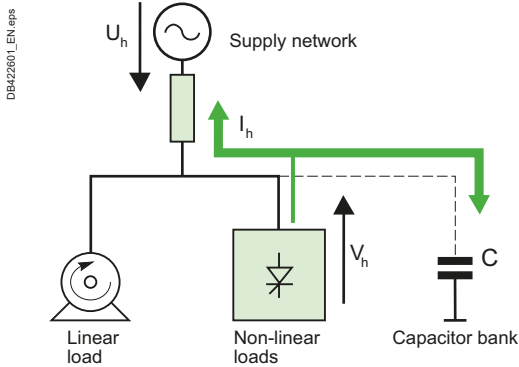 DB422601_EN.eps
Uh
Supply network
Ih
Vh
C
Linear
load
Non-linear
loads
Capacitor bank